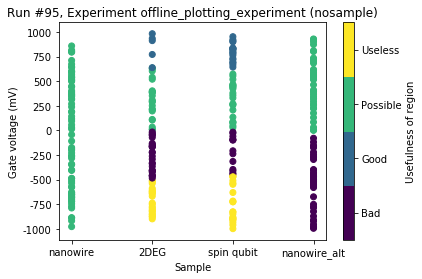 Run #95, Experiment offline_plotting_experiment (nosample)
1000
750
500
250
0
-250
-500
-750
-1000
Gate voltage (mV)
nanowire
2DEG
spin qubit
nanowire_alt
Sample
Useless
Possible
Good
Bad
Usefulness of region